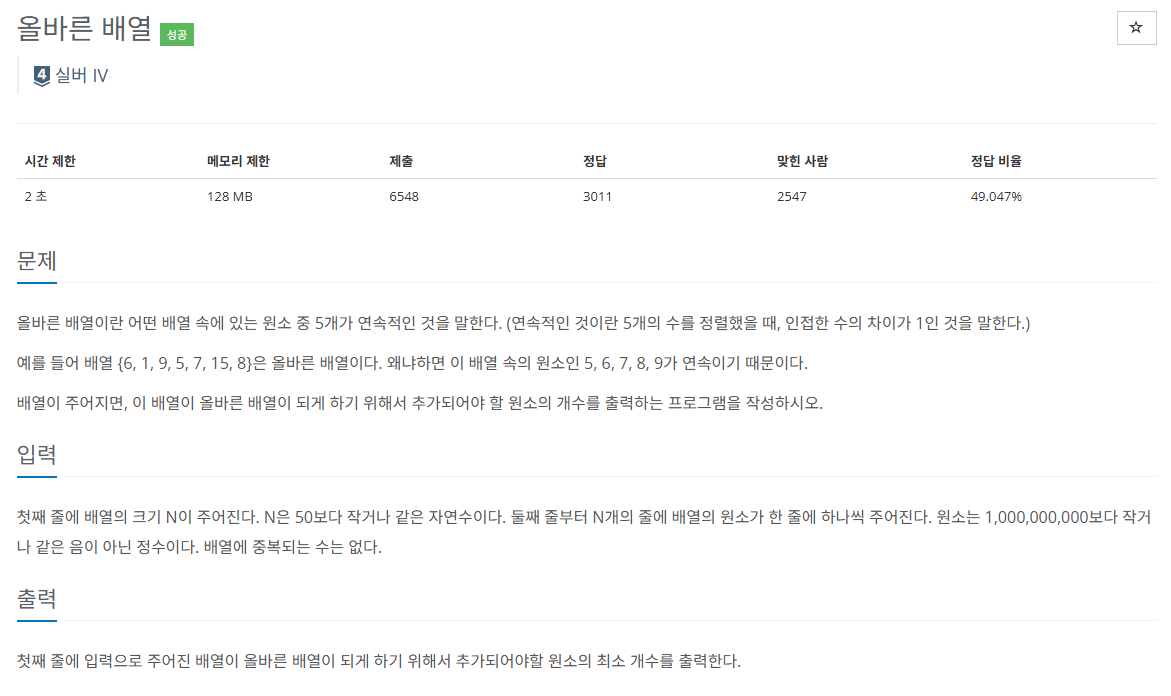 올바른 배열 성공
☆
4 실버 IV
시간 제한 메모리 제한 제출 정답 맞힌 사람 정답 비율
2 초 128 MB 6548 3011 2547 49.047%
문제
올바른 배열이란 어떤 배열 속에 있는 원소 중 5개가 연속적인 것을 말한다. (연속적인 것이란 5개의 수를 정렬했을 때, 인접한 수의 차이가 1인 것을 말한다.)
예를 들어 배열 {6, 1, 9, 5, 7, 15, 8}은 올바른 배열이다. 왜냐하면 이 배열 속의 원소인 5, 6, 7, 8, 9가 연속이기 때문이다.
배열이 주어지면, 이 배열이 올바른 배열이 되게 하기 위해서 추가되어야 할 원소의 개수를 출력하는 프로그램을 작성하시오.
입력
첫째 줄에 배열의 크기 N이 주어진다. N은 50보다 작거나 같은 자연수이다. 둘째 줄부터 N개의 줄에 배열의 원소가 한 줄에 하나씩 주어진다. 원소는 1,000,000,000보다 작거
나 같은 음이 아닌 정수이다. 배열에 중복되는 수는 없다.
출력
첫째 줄에 입력으로 주어진 배열이 올바른 배열이 되게 하기 위해서 추가되어야할 원소의 최소 개수를 출력한다.